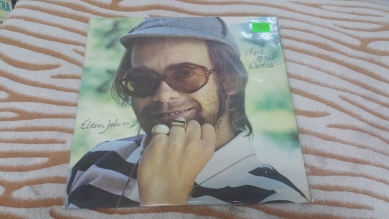 Rock
of the
Westies
Elton John